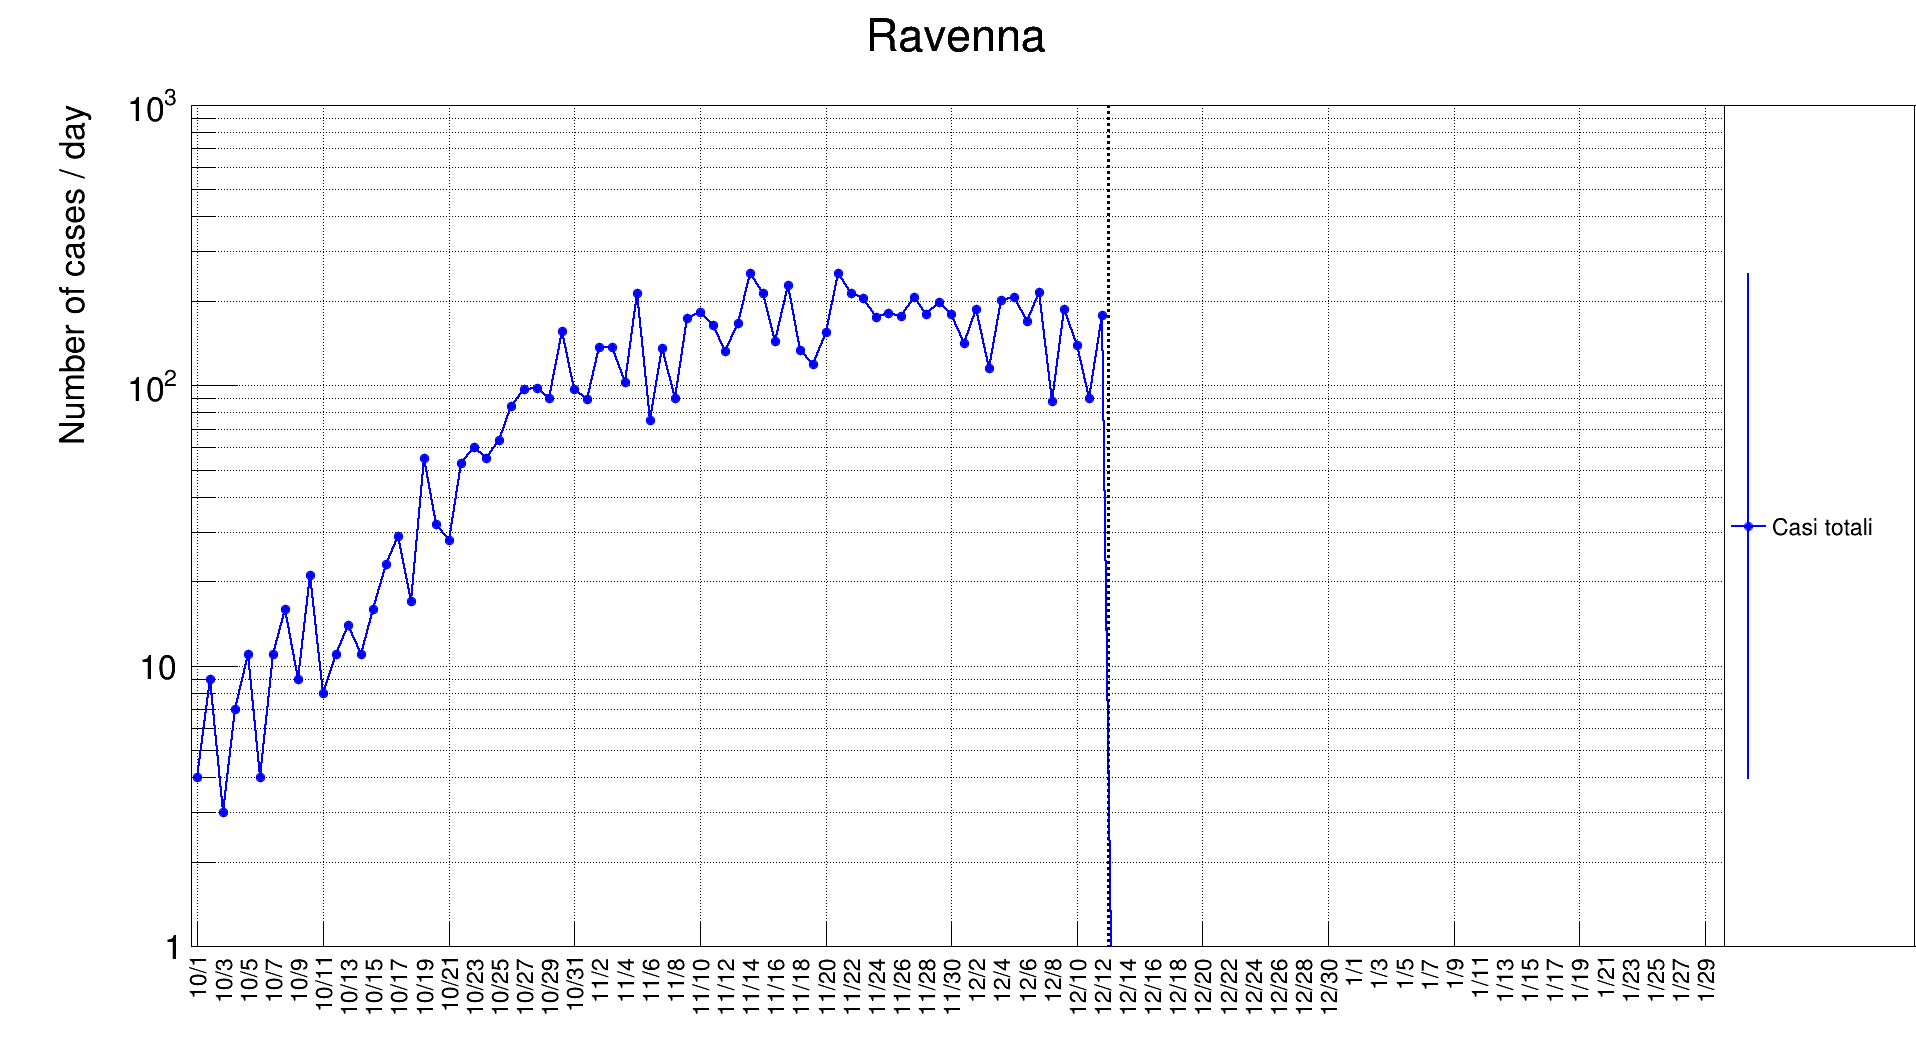 Ravenna
Number of cases / day
10³
10²
10
1
10/1 10/3 10/5 10/7 10/9 10/11 10/13 10/15 10/17 10/19 10/21 10/23 10/25 10/27 10/29 10/31 11/2 11/4 11/6 11/8 11/10 11/12 11/14 11/16 11/18 11/20 11/22 11/24 11/26 11/28 11/30 12/2 12/4 12/6 12/8 12/10 12/12 12/14 12/16 12/18 12/20 12/22 12/24 12/26 12/28 12/30 1/1 1/3 1/5 1/7 1/9 1/11 1/13 1/15 1/17 1/19 1/21 1/23 1/25 1/27 1/29
Casi totali